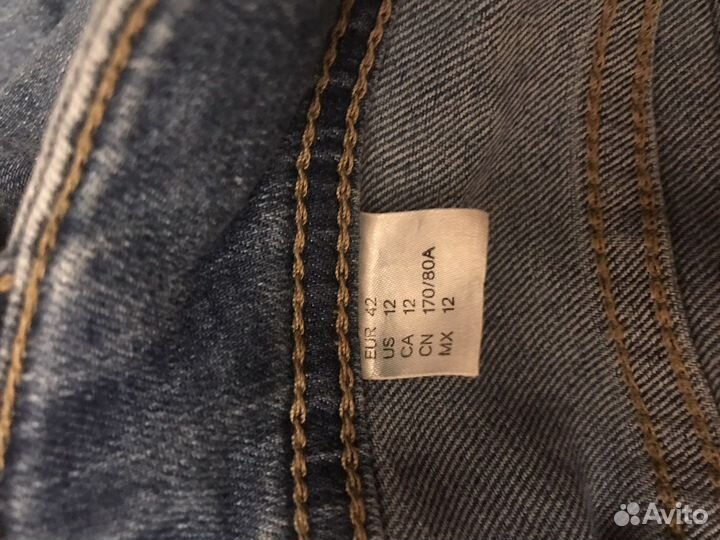 EUR 42
US 12
CA 12
CN 170/80A
MX 12
Avito